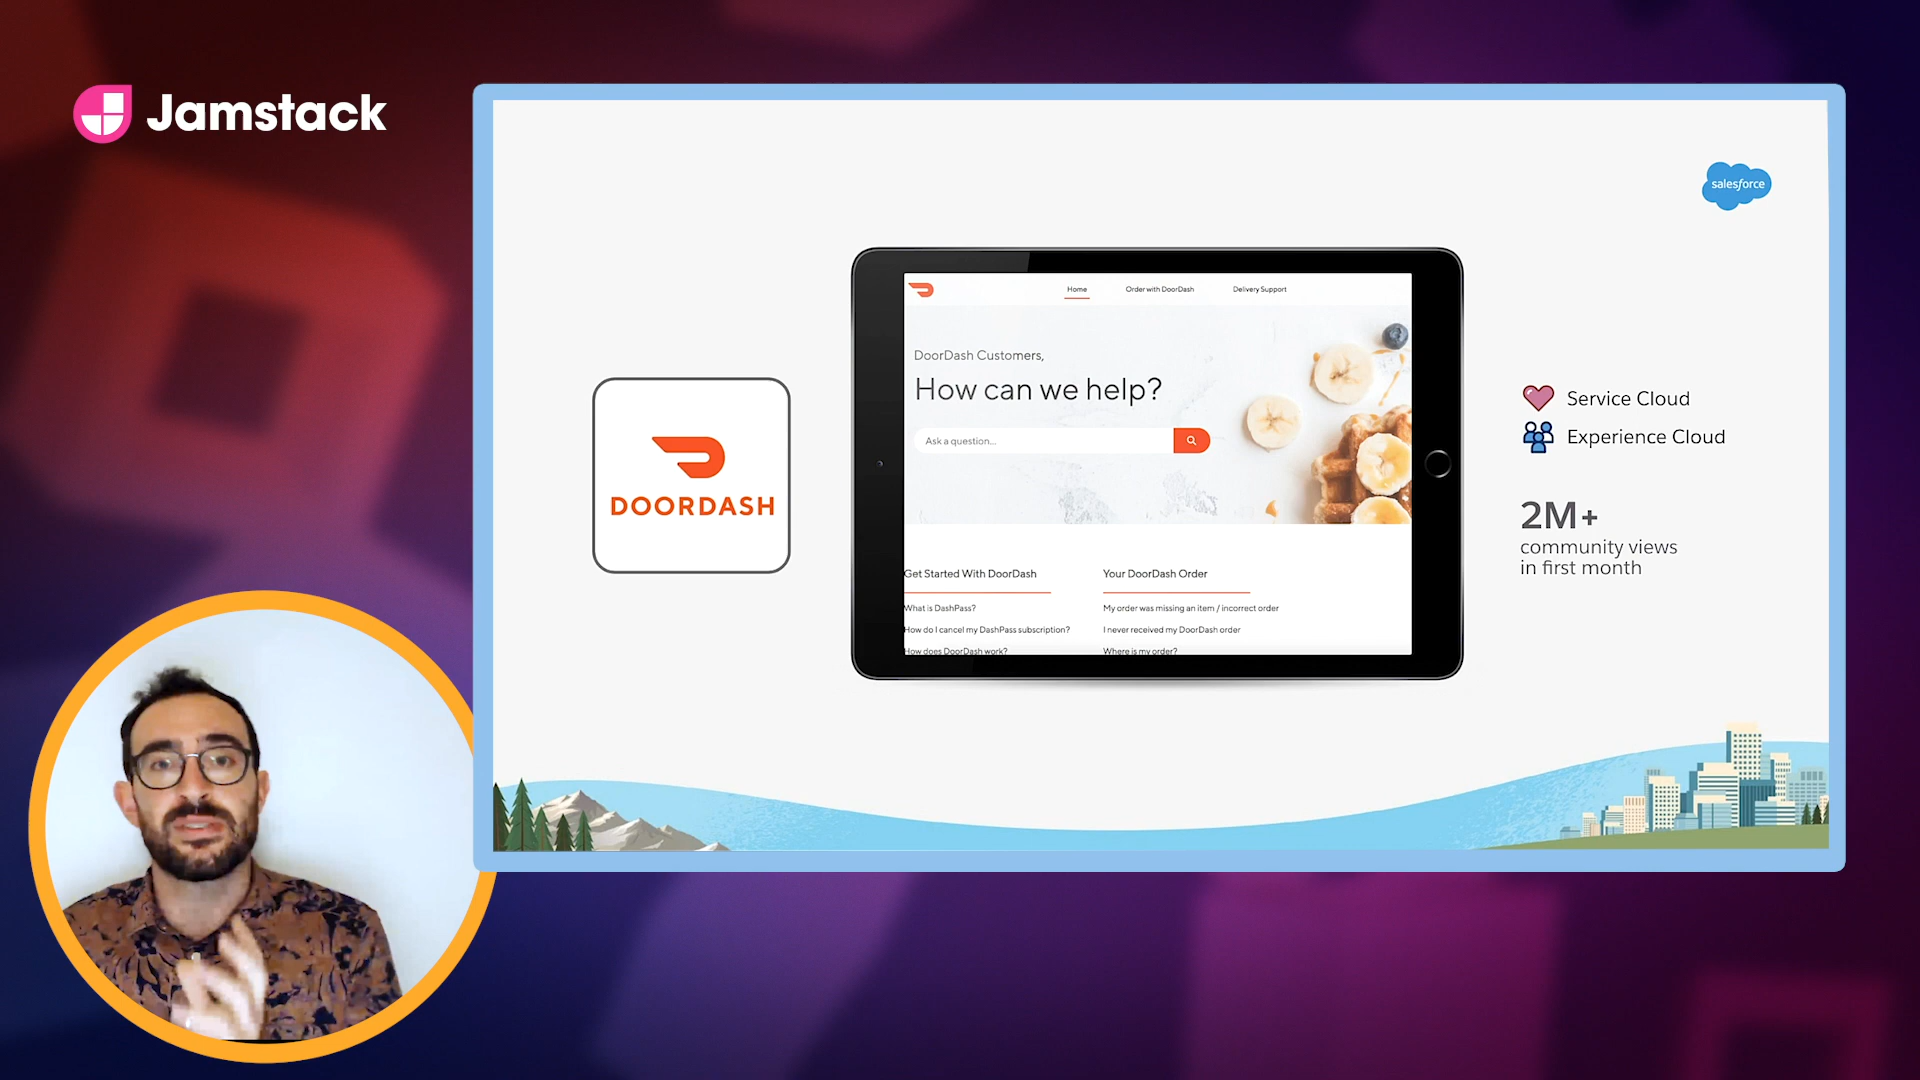 Jamstack
salesforce
Home
Order with DoorDash
Delivery Support
DoorDash Customers,
How can we help?
Ask a question...
DOORDASH
Service Cloud
Experience Cloud
2M+
community views
in first month
Get Started With DoorDash
What is DashPass?
How do I cancel my DashPass subscription?
How does DoorDash work?
Your DoorDash Order
My order was missing an item / incorrect order
I never received my DoorDash order
Where is my order?